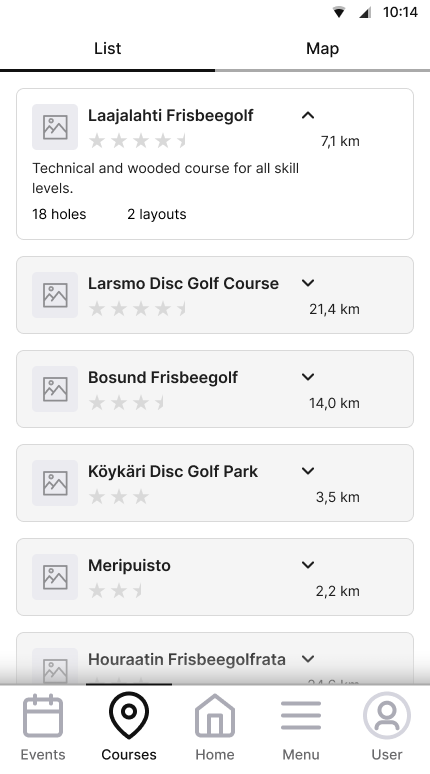 10:14
List Map
Laajalahti Frisbeegolf
7,1 km
Technical and wooded course for all skill
levels.
18 holes 2 layouts
Larsmo Disc Golf Course
21,4 km
Bosund Frisbeegolf
14,0 km
Köykäri Disc Golf Park
3,5 km
Meripuisto
2,2 km
Houraatin Frisbeegolfrata
Events Courses Home Menu User